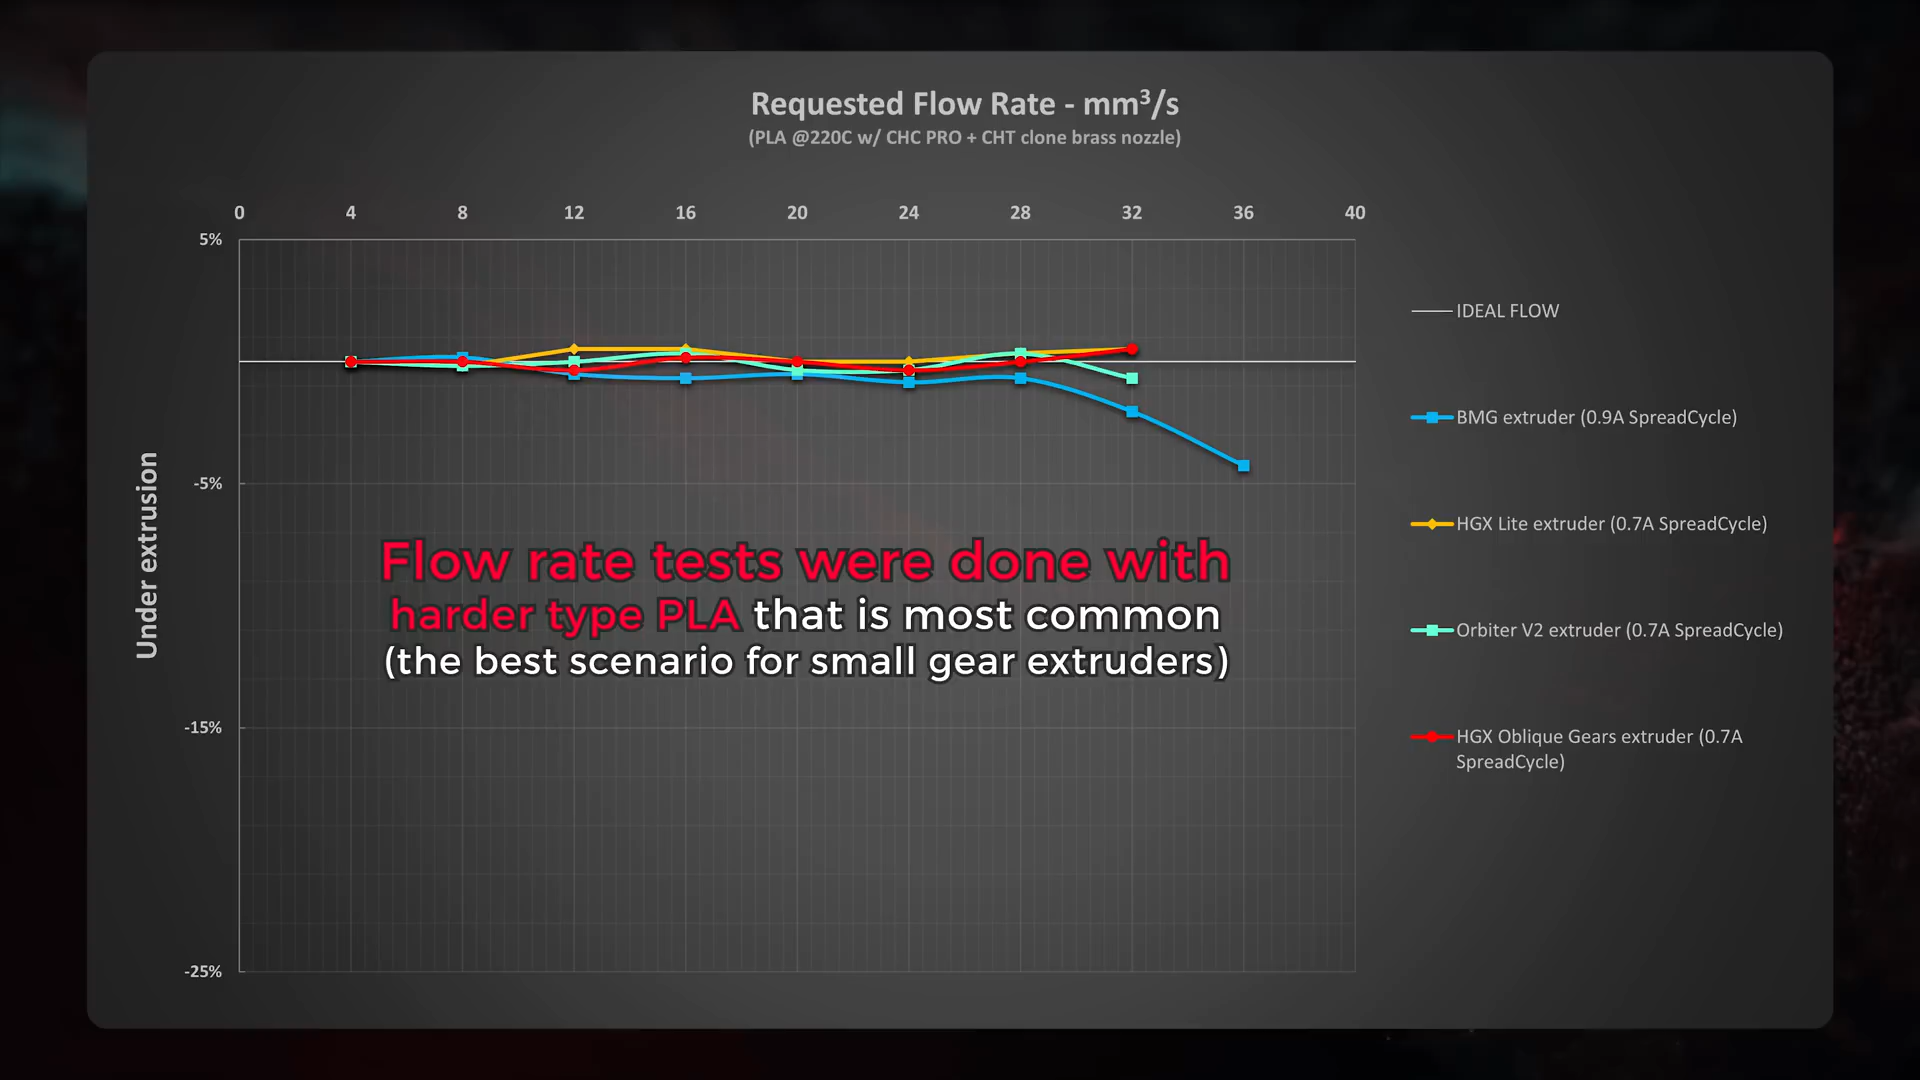 Requested Flow Rate - mm³/s
(PLA @220C w/ CHC PRO + CHT clone brass nozzle)
0 4 8 12 16 20 24 28 32 36 40
5%
-5%
-15%
-25%
Under extrusion
Flow rate tests were done with
harder type PLA that is most common
(the best scenario for small gear extruders)
IDEAL FLOW
BMG extruder (0.9A SpreadCycle)
HGX Lite extruder (0.7A SpreadCycle)
Orbiter V2 extruder (0.7A SpreadCycle)
HGX Oblique Gears extruder (0.7A
SpreadCycle)